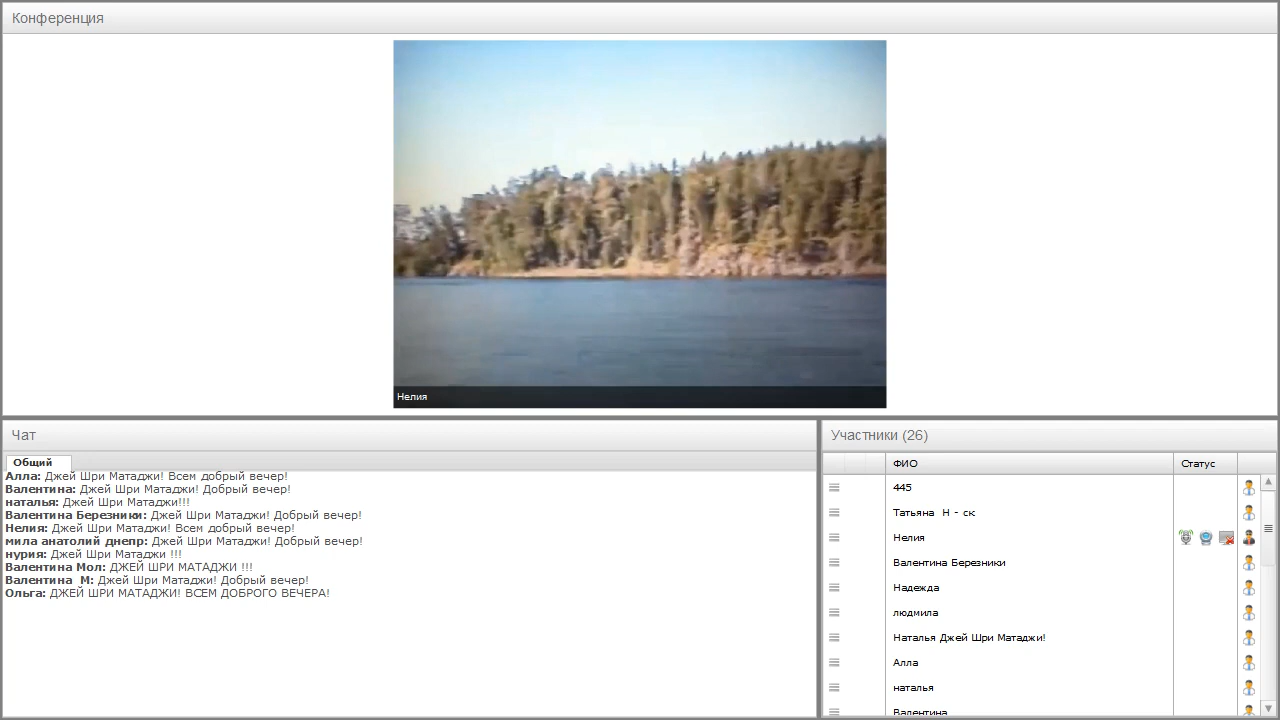 Конференция
Нелия
Чат
Общий
Алла: Джей Шри Матаджи! Всем добрый вечер!
Валентина: Джей Шри Матаджи! Добрый вечер!
наталья: Джей Шри Матаджи!!!
Валентина Березники: Джей Шри Матаджи! Добрый вечер!
Нелия: Джей Шри Матаджи! Всем добрый вечер!
мила анатолий днепр: Джей Шри Матаджи! Добрый вечер!
нурия: Джей Шри Матаджи !!!
Валентина Мол: ДЖЕЙ ШРИ МАТАДЖИ !!!
Валентина  М: Джей Шри Матаджи! Добрый вечер!
Ольга: ДЖЕЙ ШРИ МАТАДЖИ! ВСЕМ ДОБРОГО ВЕЧЕРА!
Участники (26)
ФИО Статус
445
Татьяна  Н - ск
Нелия
Валентина Березники
Надежда
людмила
Наталья Джей Шри Матаджи!
Алла
наталья
Валентина